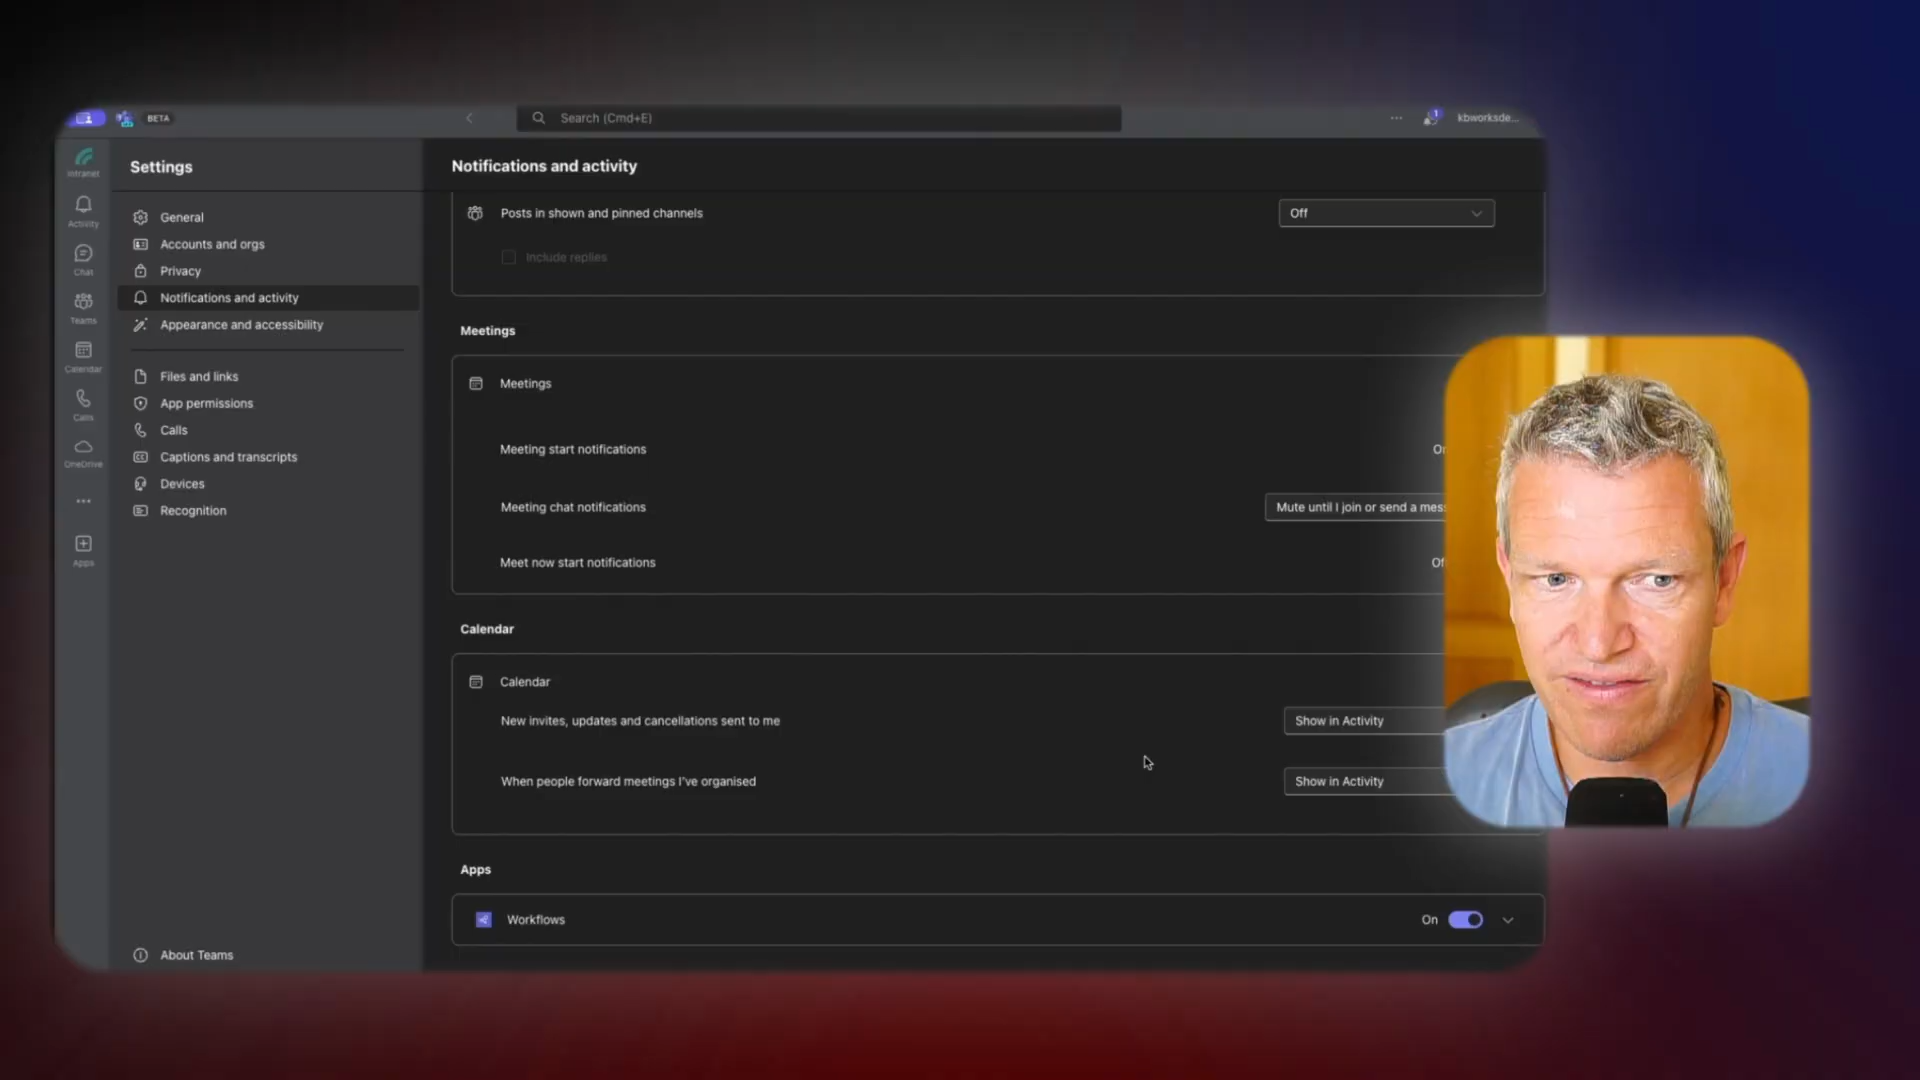 BETA
Search (Cmd+E)
1
kbworksde...
Intranet
Activity
Chat
Teams
Calendar
Calls
OneDrive
Apps
Settings
General
Accounts and orgs
Privacy
Notifications and activity
Appearance and accessibility
Files and links
App permissions
Calls
CC Captions and transcripts
Devices
Recognition
About Teams
Notifications and activity
Posts in shown and pinned channels
Off
Include replies
Meetings
Meetings
Meeting start notifications
Meeting chat notifications
Mute until I join or send a mes
Meet now start notifications
Calendar
Calendar
New invites, updates and cancellations sent to me
Show in Activity
When people forward meetings I've organised
Show in Activity
Apps
Workflows
On